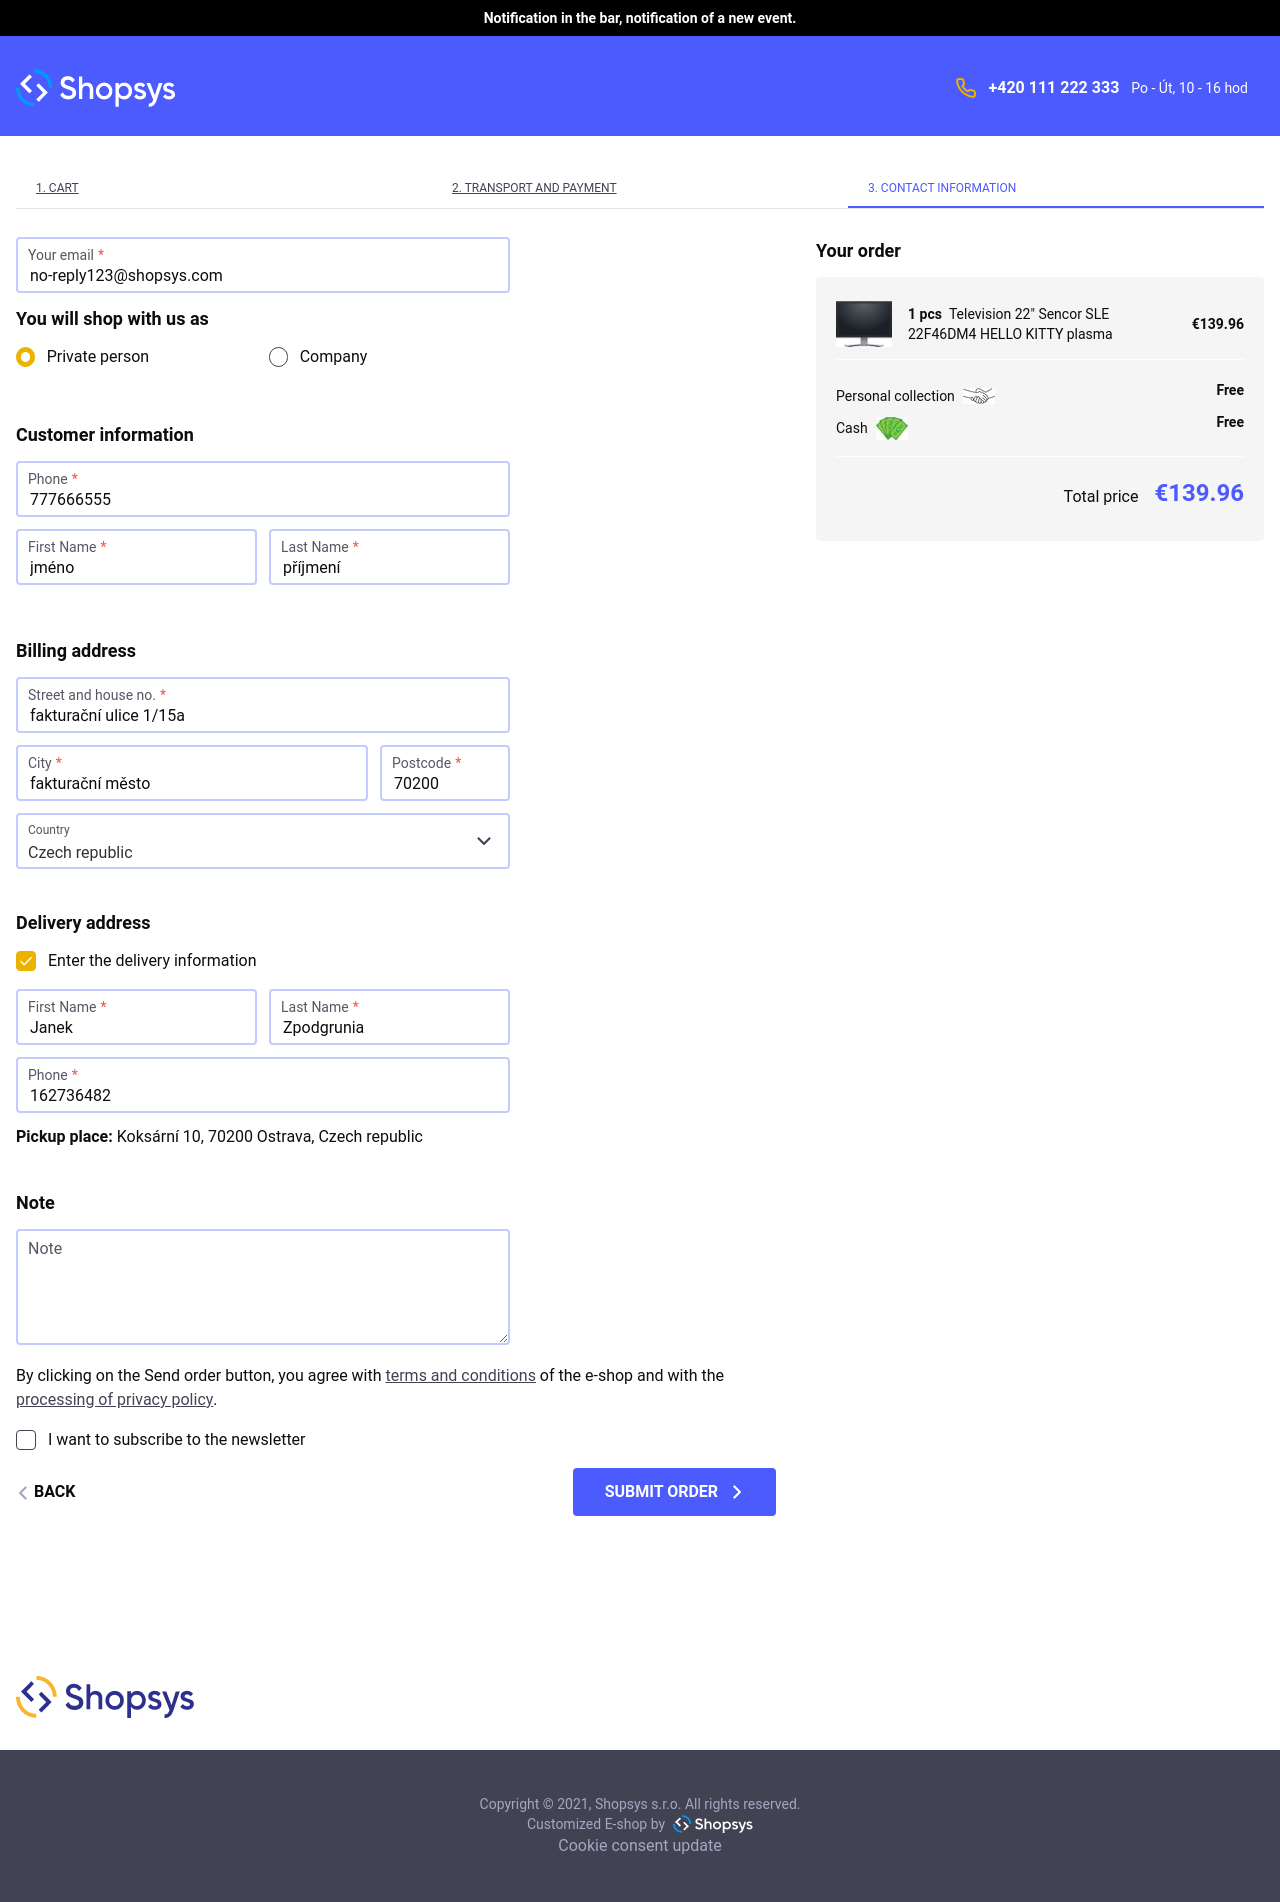 Notification in the bar, notification of a new event.
Shopsys
+420 111 222 333 Po - Út, 10 - 16 hod
1. CART
2. TRANSPORT AND PAYMENT
3. CONTACT INFORMATION
Your email *
no-reply123@shopsys.com
You will shop with us as
Private person
Company
Customer information
Phone *
777666555
First Name *
jméno
Last Name *
příjmení
Billing address
Street and house no. *
fakturační ulice 1/15a
City *
fakturační město
Postcode *
70200
Country
Czech republic
Delivery address
Enter the delivery information
First Name *
Janek
Last Name *
Zpodgrunia
Phone *
162736482
Pickup place: Koksární 10, 70200 Ostrava, Czech republic
Note
Note
By clicking on the Send order button, you agree with terms and conditions of the e-shop and with the
processing of privacy policy.
I want to subscribe to the newsletter
BACK
SUBMIT ORDER
Your order
1 pcs Television 22" Sencor SLE
22F46DM4 HELLO KITTY plasma
€139.96
Personal collection
Free
Cash
Free
Total price €139.96
Shopsys
Copyright © 2021, Shopsys s.r.o. All rights reserved.
Customized E-shop by Shopsys
Cookie consent update